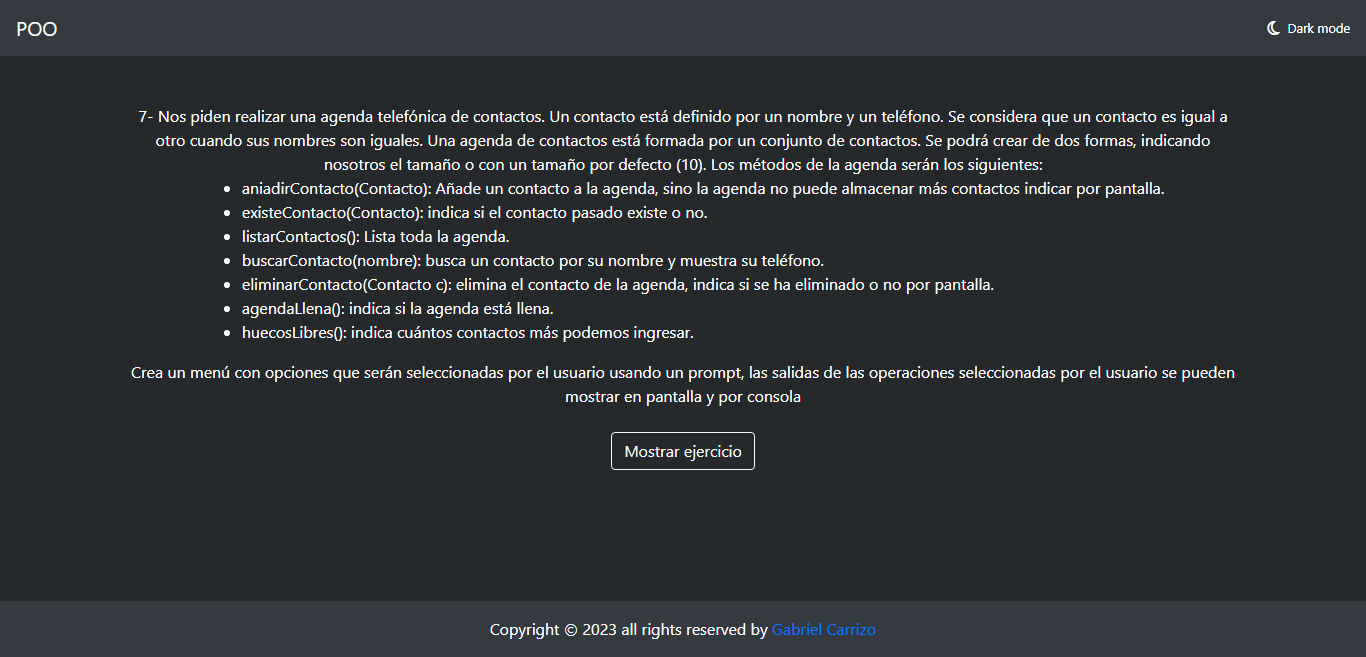 POO
Dark mode
7- Nos piden realizar una agenda telefónica de contactos. Un contacto está definido por un nombre y un teléfono. Se considera que un contacto es igual a
otro cuando sus nombres son iguales. Una agenda de contactos está formada por un conjunto de contactos. Se podrá crear de dos formas, indicando
nosotros el tamaño o con un tamaño por defecto (10). Los métodos de la agenda serán los siguientes:
• aniadirContacto(Contacto): Añade un contacto a la agenda, sino la agenda no puede almacenar más contactos indicar por pantalla.
• existeContacto(Contacto): indica si el contacto pasado existe o no.
• listarContactos(): Lista toda la agenda.
• buscarContacto(nombre): busca un contacto por su nombre y muestra su teléfono.
• eliminarContacto(Contacto c): elimina el contacto de la agenda, indica si se ha eliminado o no por pantalla.
• agendaLlena(): indica si la agenda está llena.
• huecosLibres(): indica cuántos contactos más podemos ingresar.
Crea un menú con opciones que serán seleccionadas por el usuario usando un prompt, las salidas de las operaciones seleccionadas por el usuario se pueden
mostrar en pantalla y por consola
Mostrar ejercicio
Copyright © 2023 all rights reserved by Gabriel Carrizo